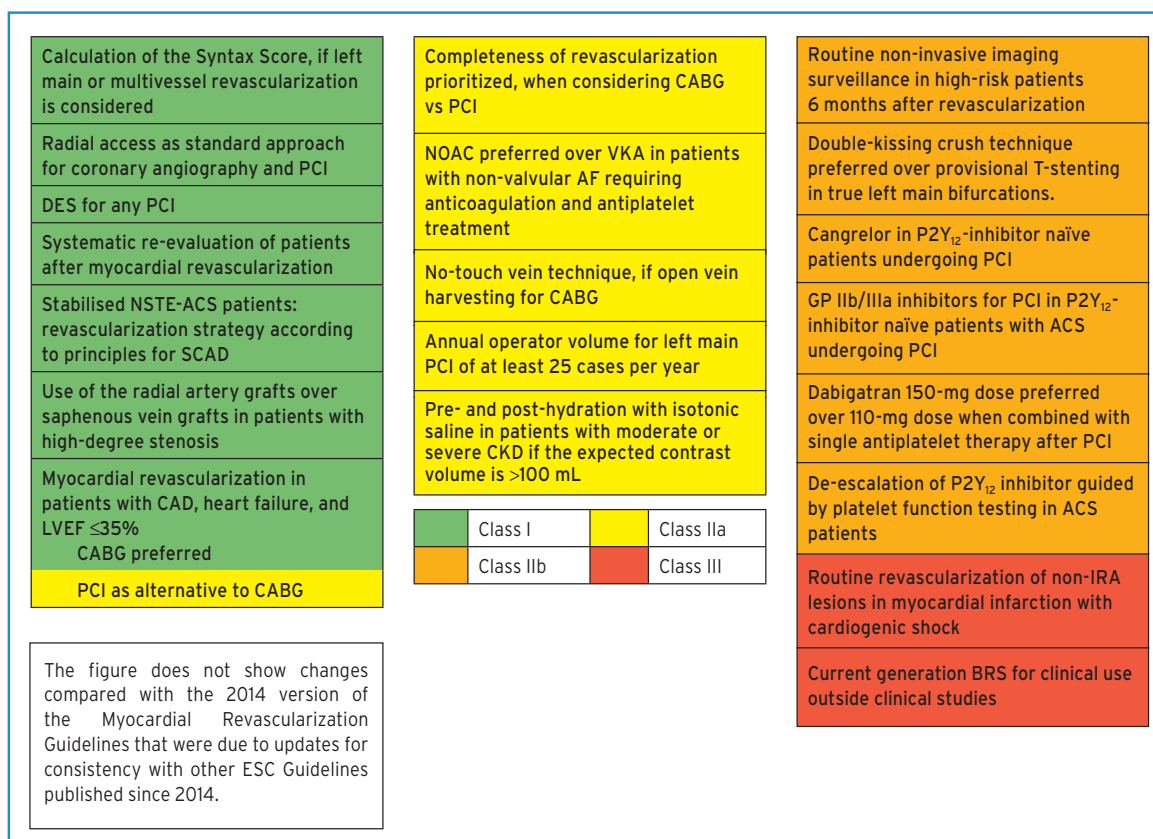 Calculation of the Syntax Score, if left
main or multivessel revascularization
is considered
Radial access as standard approach
for coronary angiography and PCI
DES for any PCI
Systematic re-evaluation of patients
after myocardial revascularization
Stabilised NSTE-ACS patients:
revascularization strategy according
to principles for SCAD
Use of the radial artery grafts over
saphenous vein grafts in patients with
high-degree stenosis
Myocardial revascularization in
patients with CAD, heart failure, and
LVEF ≤35%
CABG preferred
PCI as alternative to CABG
The figure does not show changes
compared with the 2014 version of
the Myocardial Revascularization
Guidelines that were due to updates for
consistency with other ESC Guidelines
published since 2014.
Completeness of revascularization
prioritized, when considering CABG
vs PCI
NOAC preferred over VKA in patients
with non-valvular AF requiring
anticoagulation and antiplatelet
treatment
No-touch vein technique, if open vein
harvesting for CABG
Annual operator volume for left main
PCI of at least 25 cases per year
Pre- and post-hydration with isotonic
saline in patients with moderate or
severe CKD if the expected contrast
volume is >100 mL
Class I
Class IIa
Class IIb
Class III
Routine non-invasive imaging
surveillance in high-risk patients
6 months after revascularization
Double-kissing crush technique
preferred over provisional T-stenting
in true left main bifurcations.
Cangrelor in P2Y₁₂-inhibitor naïve
patients undergoing PCI
GP IIb/IIIa inhibitors for PCI in P2Y₁₂-
inhibitor naïve patients with ACS
undergoing PCI
Dabigatran 150-mg dose preferred
over 110-mg dose when combined with
single antiplatelet therapy after PCI
De-escalation of P2Y₁₂ inhibitor guided
by platelet function testing in ACS
patients
Routine revascularization of non-IRA
lesions in myocardial infarction with
cardiogenic shock
Current generation BRS for clinical use
outside clinical studies